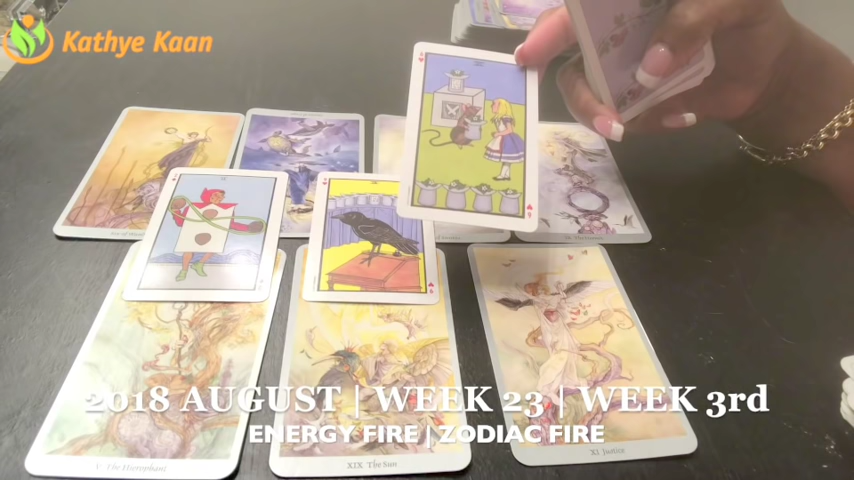 Kathye Kaan
V The Hierophant
XIX The Sun
XI Justice
2018 AUGUST | WEEK 23 | WEEK 3rd
ENERGY FIRE | ZODIAC FIRE